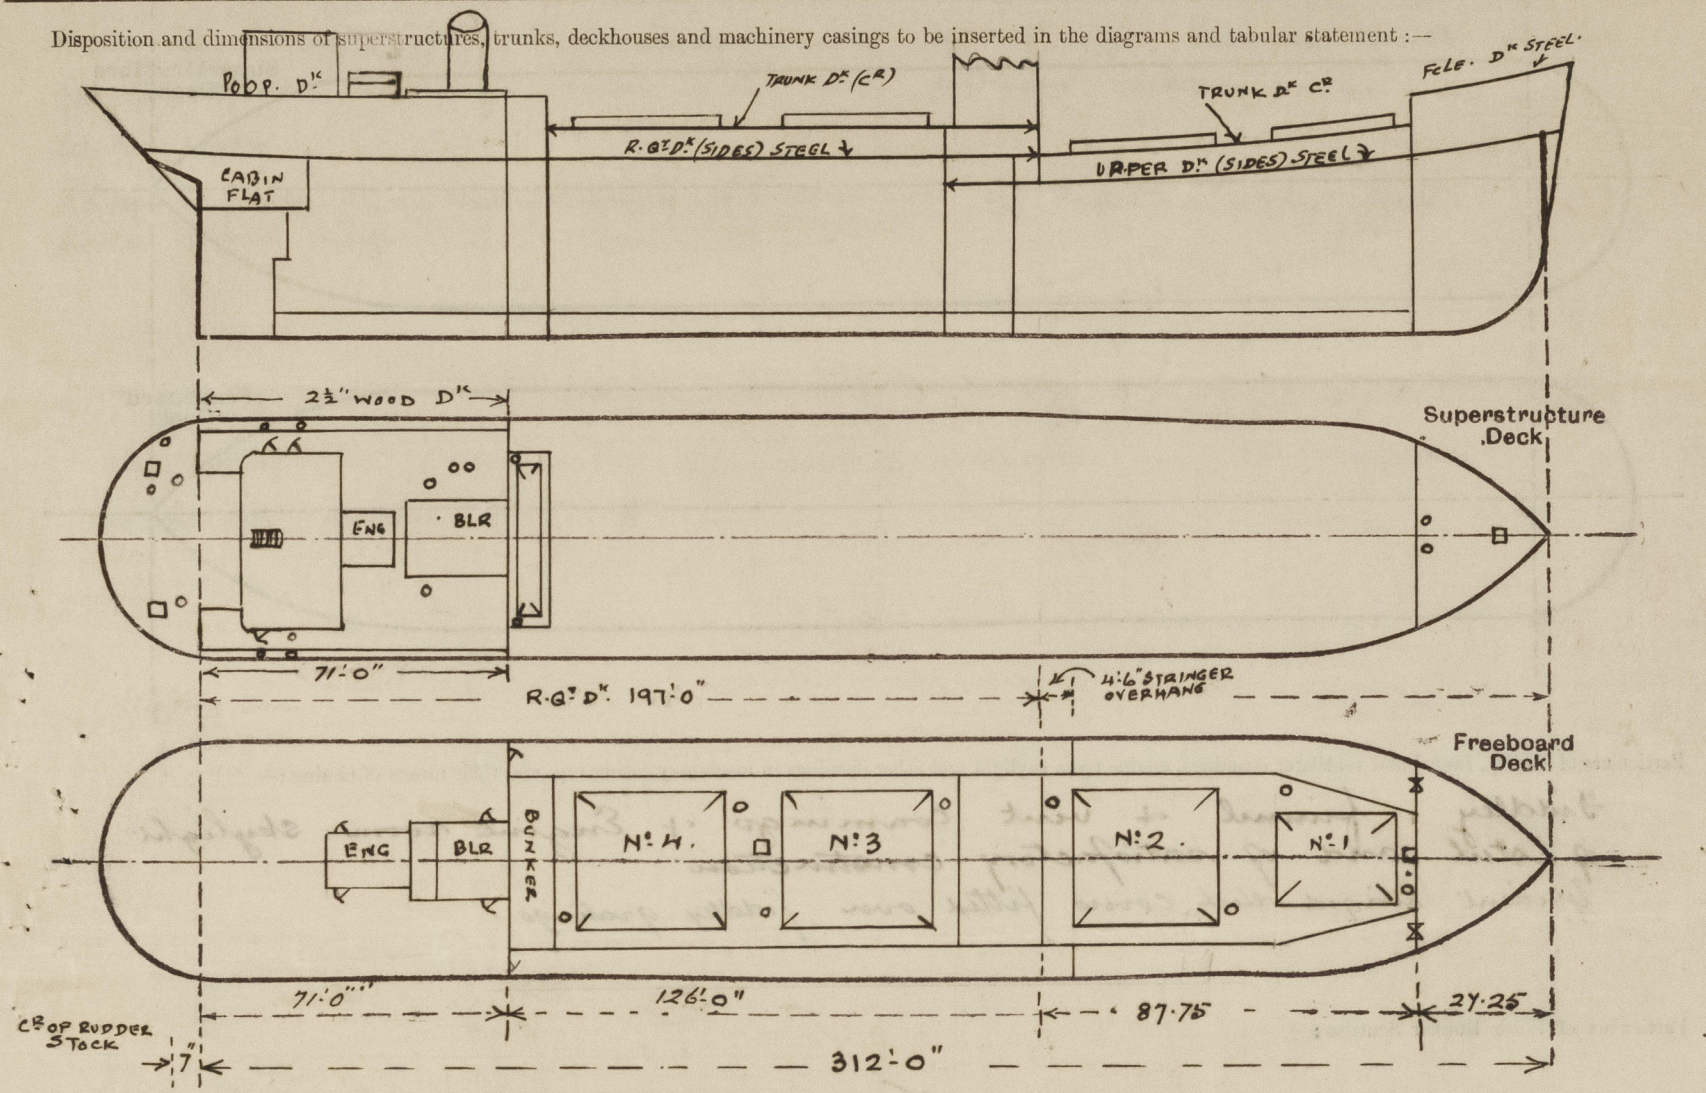 Disposition and dimensions of superstructures, trunks, deckhouses and machinery casings to be inserted in the diagrams and tabular statement :—
POOP. Dᴷ
TRUNK Dᴷ (Cᴿ)
TRUNK Dᴷ Cᴿ
FCLE. Dᴷ STEEL.
R.Qᵀ Dᴷ (SIDES) STEEL
UPPER Dᴷ (SIDES) STEEL
CABIN
FLAT
2½" WOOD Dᴷ
Superstructure
Deck
ENG
BLR
71'-0"
R.Qᵀ Dᴷ 197'-0"
4'-6" STRINGER
OVERHANG
Freeboard
Deck
ENG
BLR
BUNKER
Nº 4.
Nº 3
Nº 2.
Nº 1
71'-0"
126'-0"
87.75
27.25
Cᴿ OF RUDDER
STOCK
7"
312'-0"